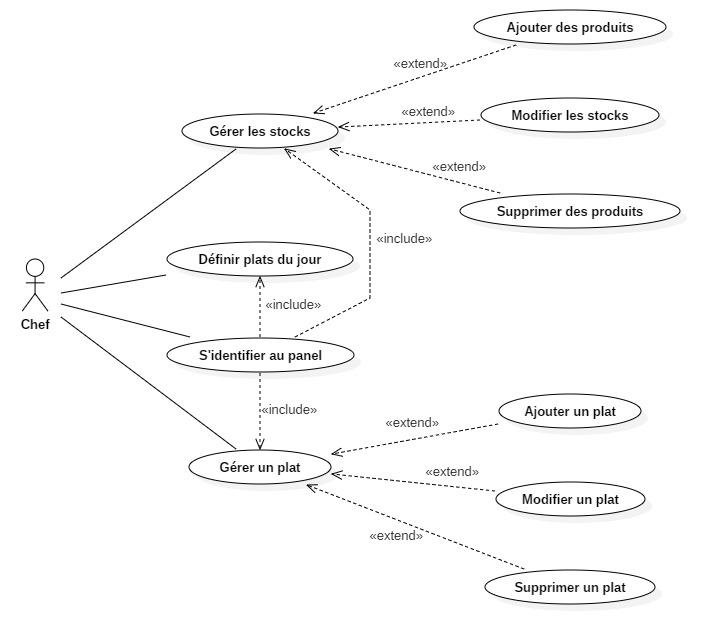 Ajouter des produits
«extend»
«extend»
Modifier les stocks
Gérer les stocks
«extend»
Supprimer des produits
«include»
Définir plats du jour
«include»
Chef
S'identifier au panel
«include»
Ajouter un plat
«extend»
Gérer un plat
«extend»
Modifier un plat
«extend»
Supprimer un plat